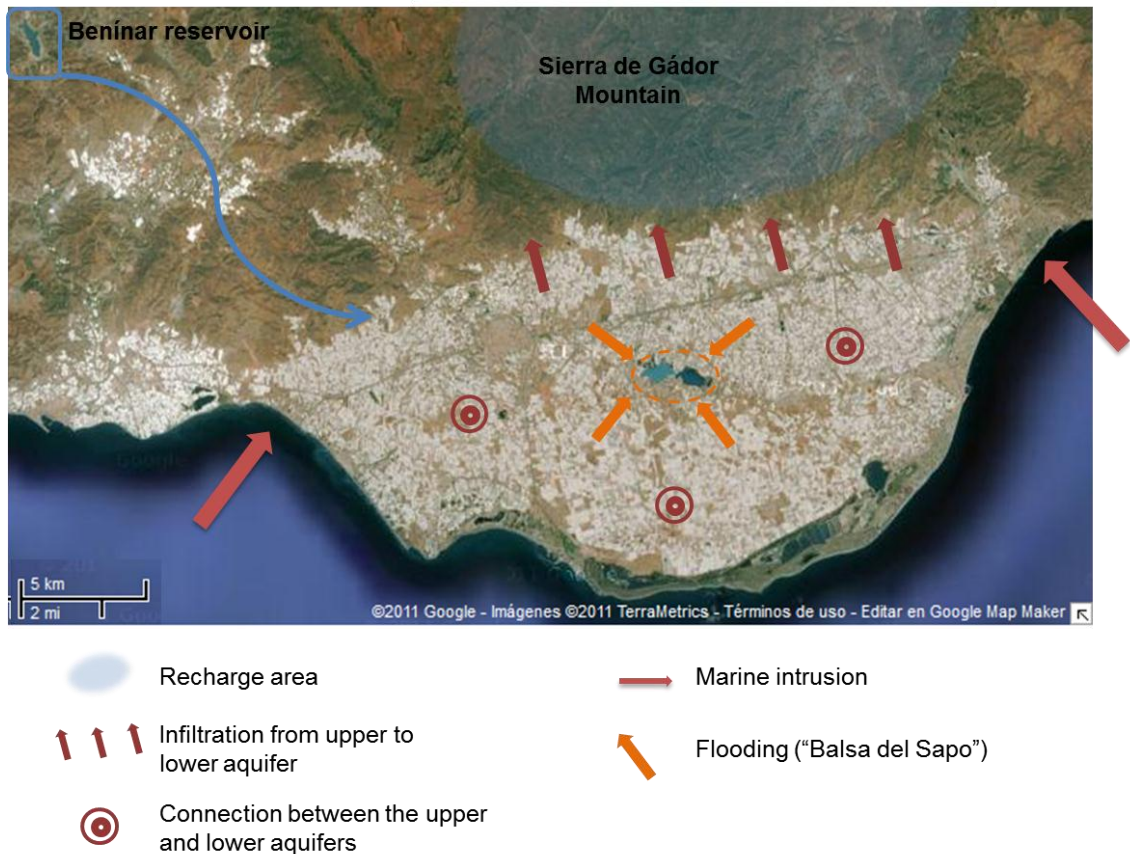 Benínar reservoir
Sierra de Gádor
Mountain
Google
5 km
2 mi
©2011 Google - Imágenes ©2011 TerraMetrics - Términos de uso - Editar en Google Map Maker
Recharge area
Marine intrusion
Infiltration from upper to
lower aquifer
Flooding (“Balsa del Sapo”)
Connection between the upper
and lower aquifers